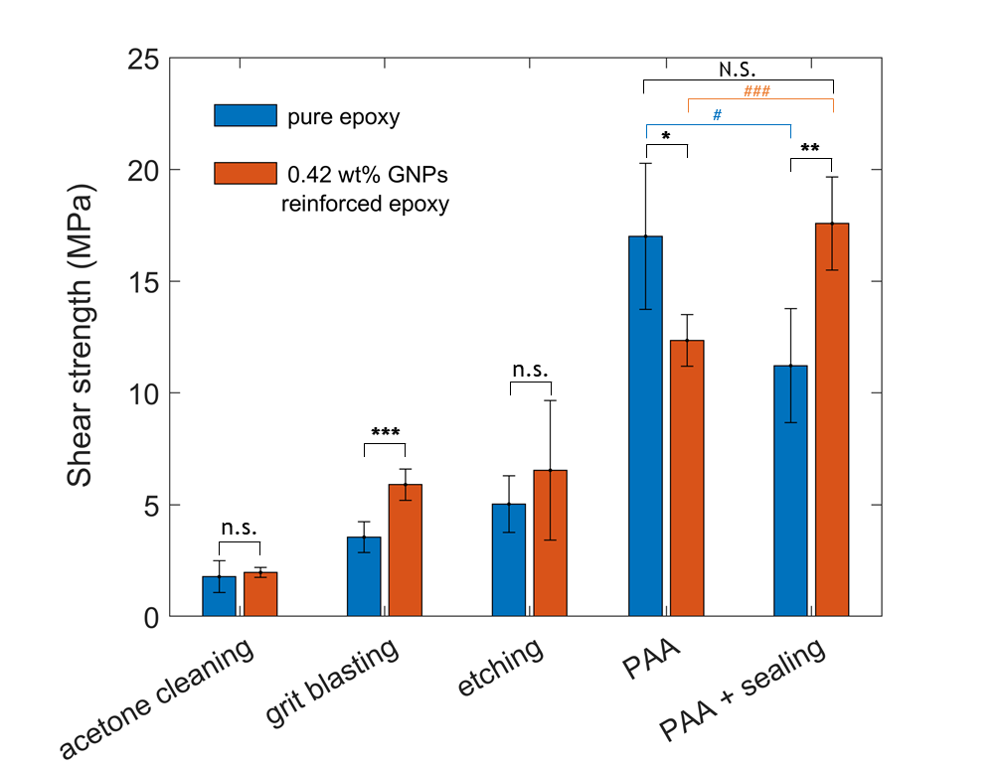 25
N.S.
###
#
pure epoxy
*
**
20
0.42 wt% GNPs
reinforced epoxy
Shear strength (MPa)
15
10
n.s.
***
5
n.s.
0
acetone cleaning
grit blasting
etching
PAA
PAA + sealing